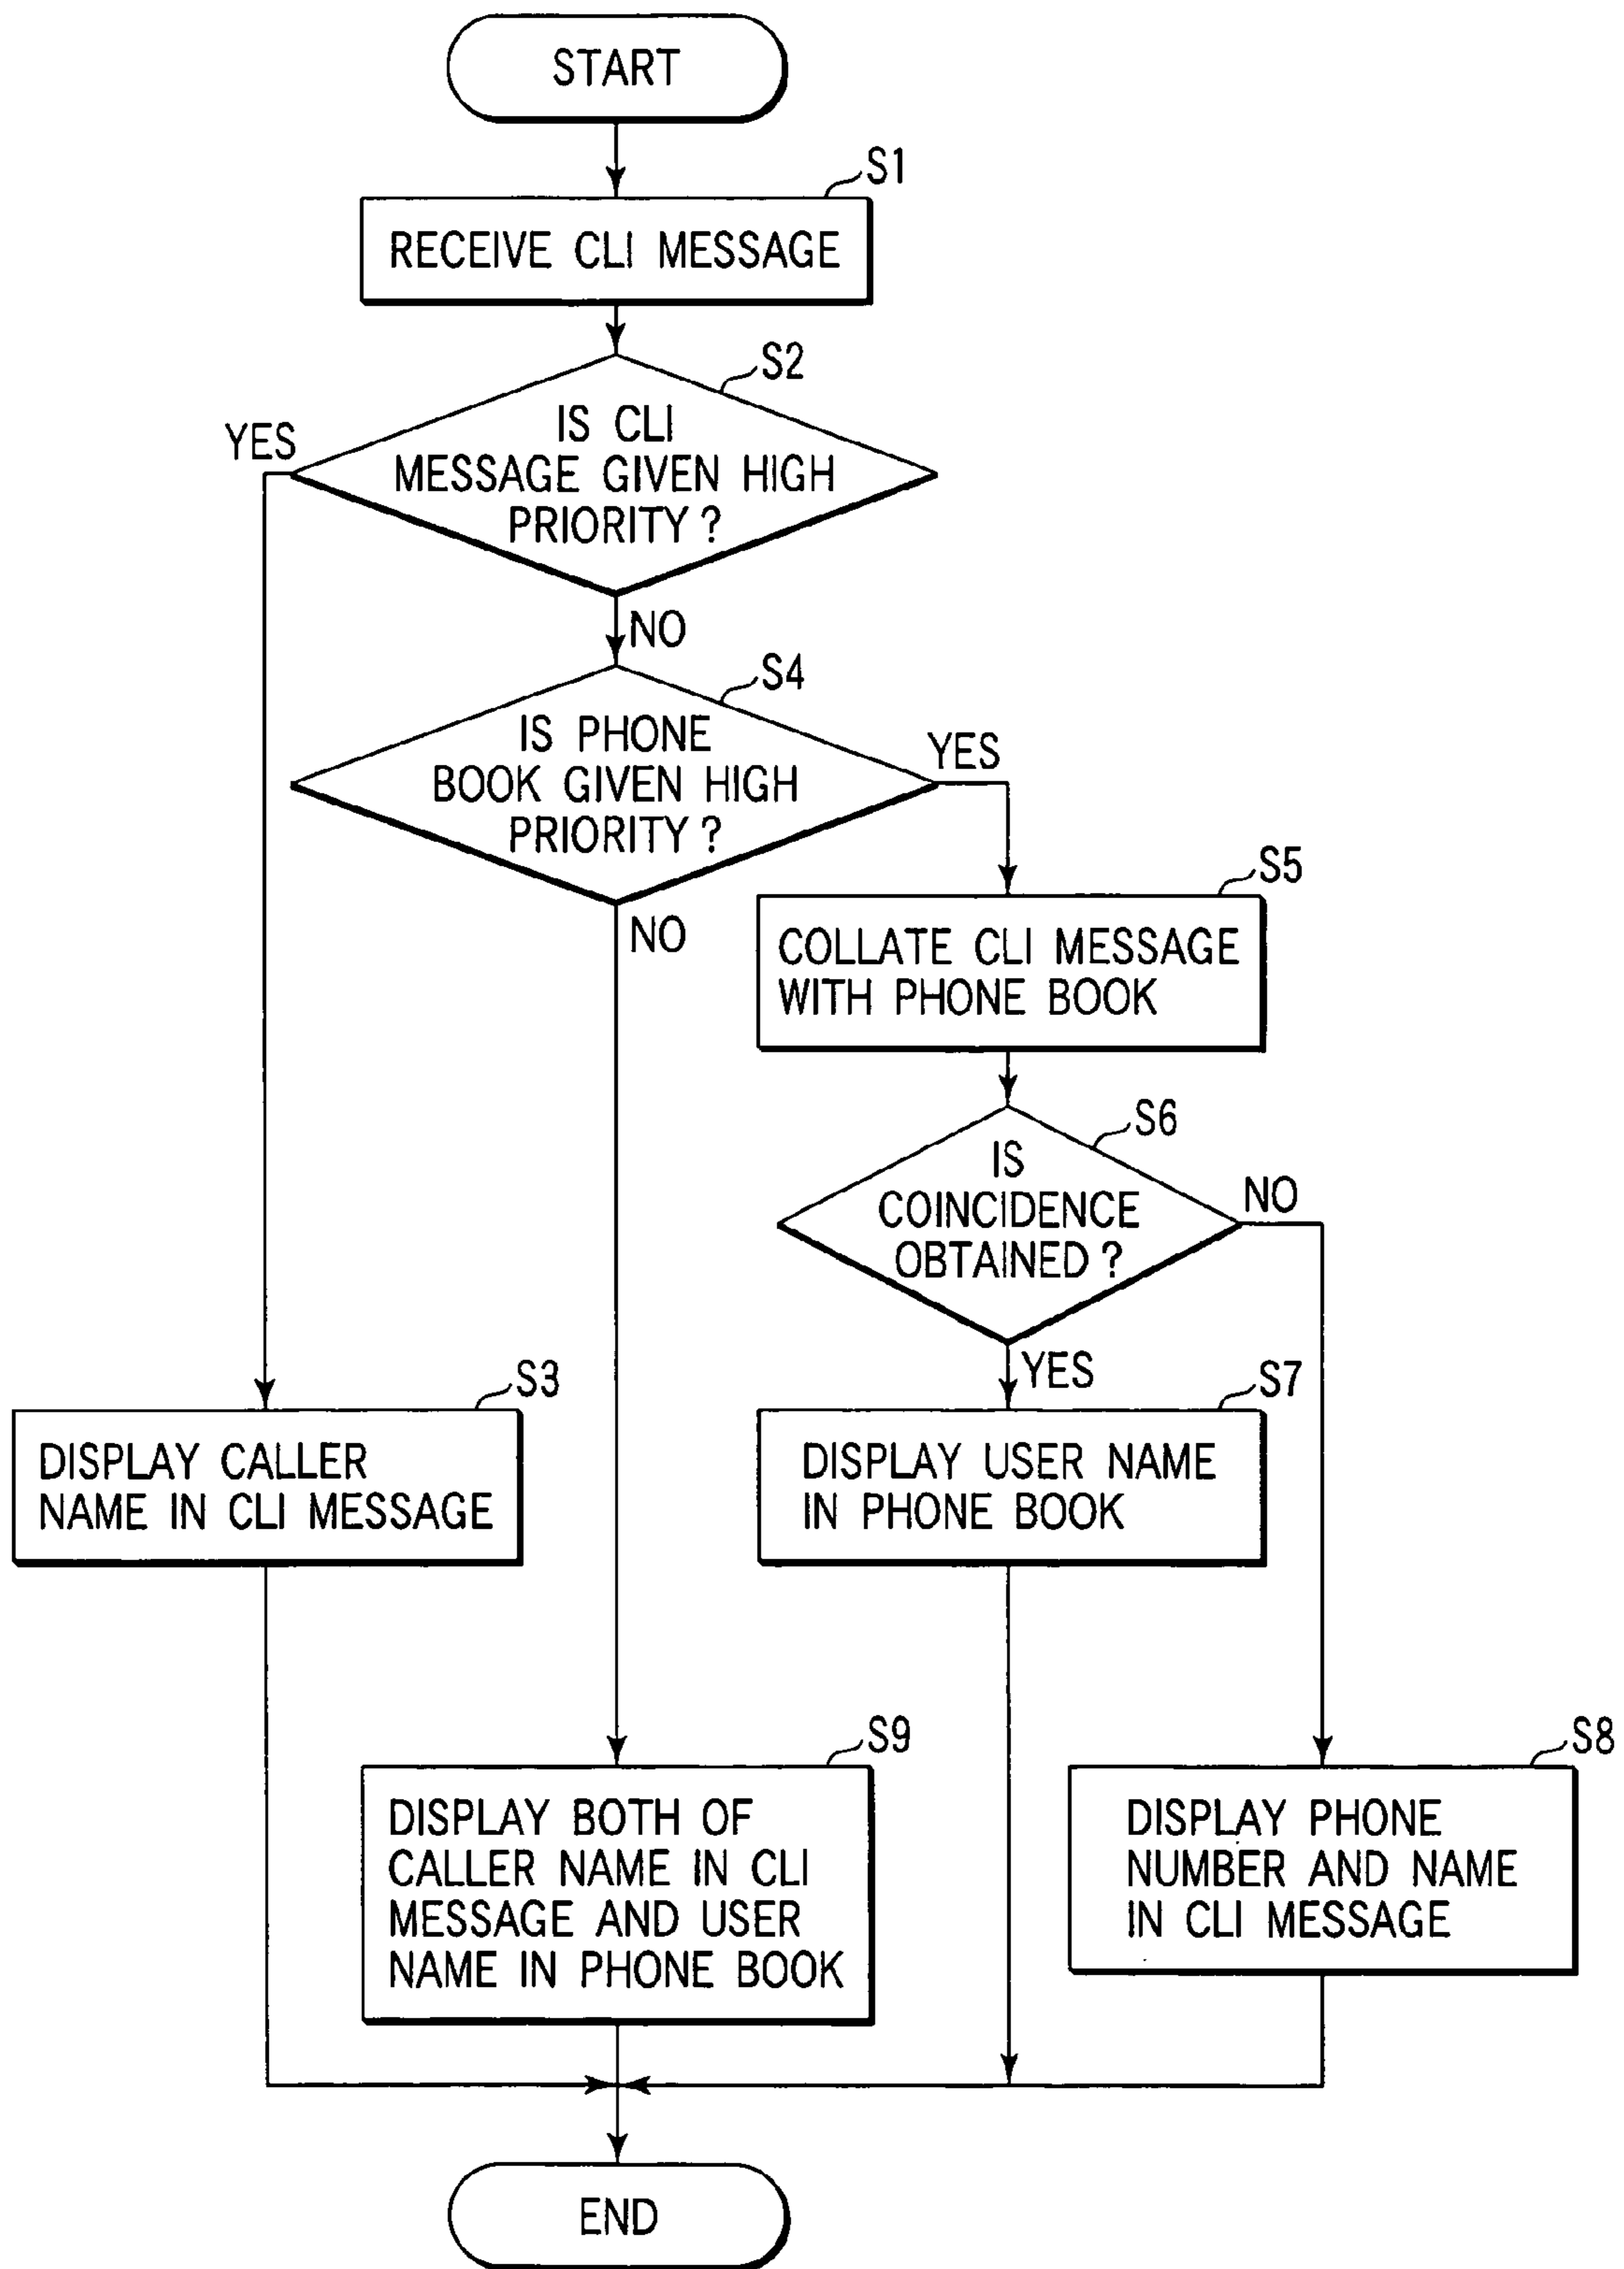 START
S1
RECEIVE CLI MESSAGE
S2
YES
IS CLI
MESSAGE GIVEN HIGH
PRIORITY?
NO
S4
IS PHONE
BOOK GIVEN HIGH
PRIORITY?
YES
NO
S5
COLLATE CLI MESSAGE
WITH PHONE BOOK
S6
IS
COINCIDENCE
OBTAINED?
NO
YES
S3
DISPLAY CALLER
NAME IN CLI MESSAGE
S7
DISPLAY USER NAME
IN PHONE BOOK
S9
DISPLAY BOTH OF
CALLER NAME IN CLI
MESSAGE AND USER
NAME IN PHONE BOOK
S8
DISPLAY PHONE
NUMBER AND NAME
IN CLI MESSAGE
END